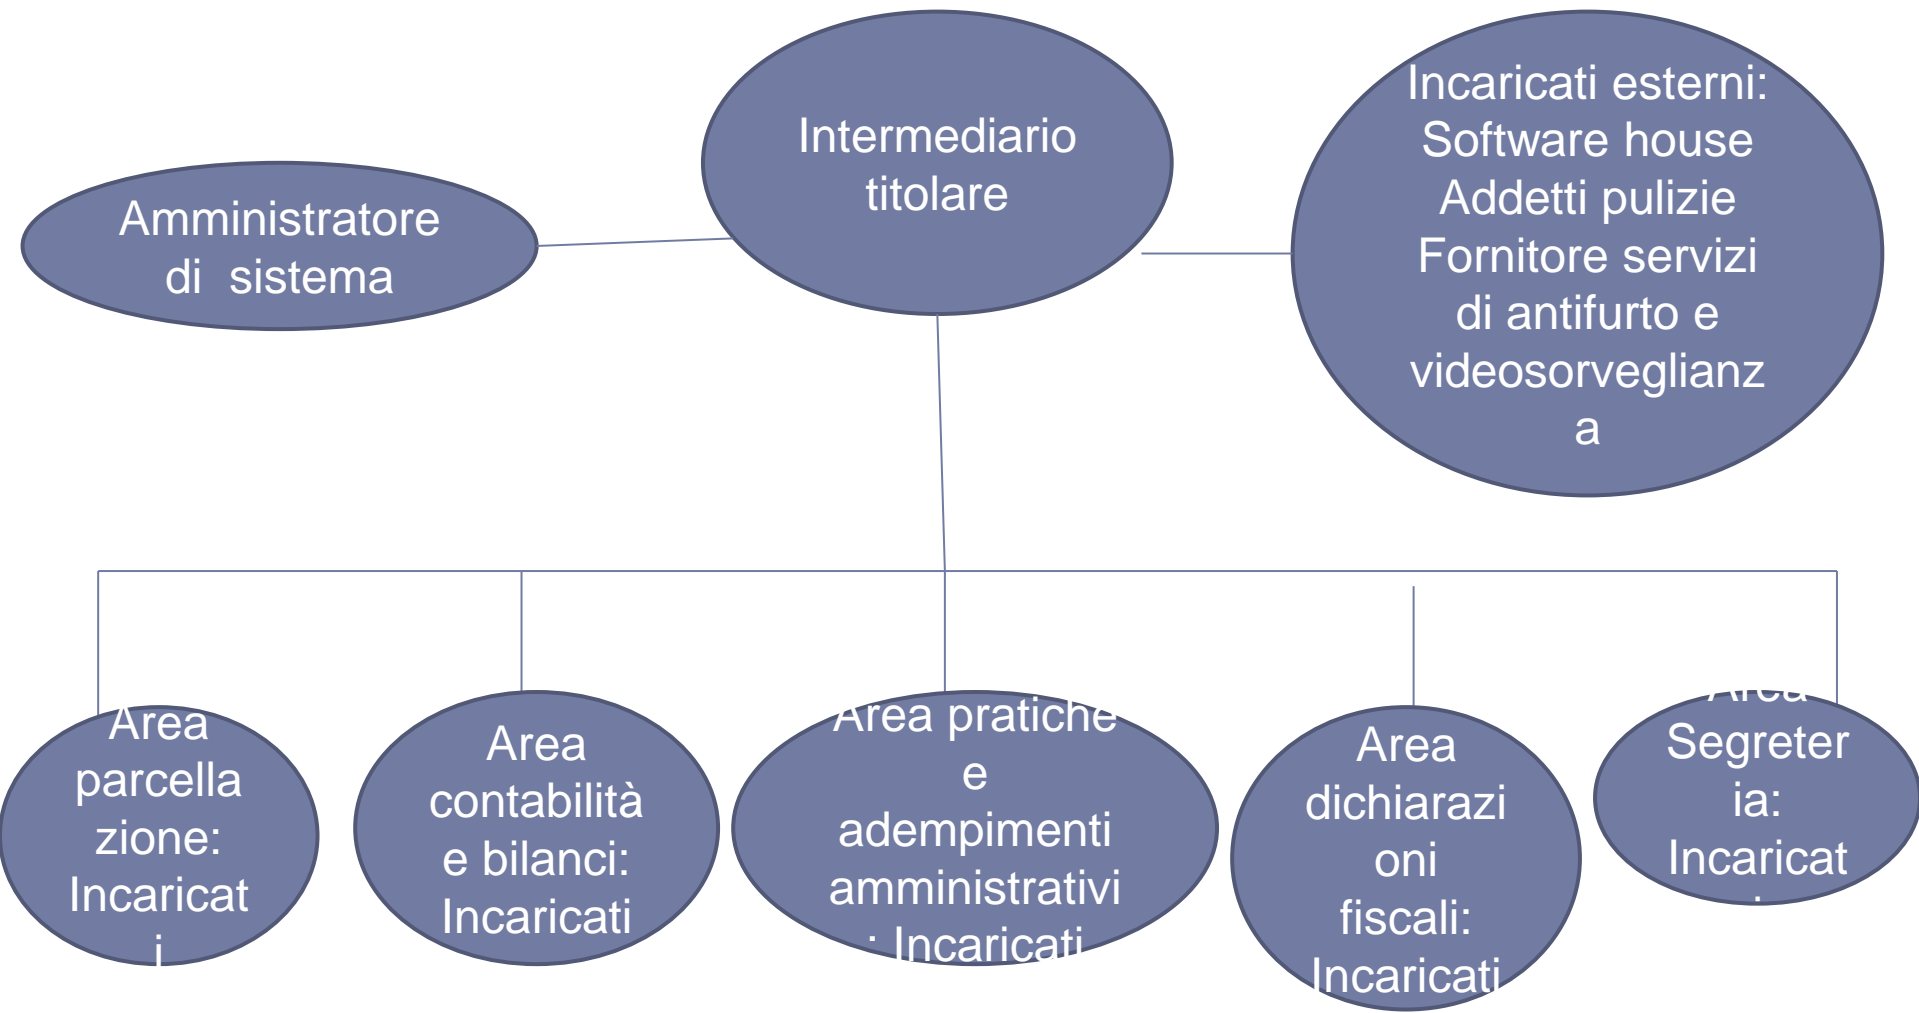 Intermediario
titolare
Incaricati esterni:
Software house
Addetti pulizie
Fornitore servizi
di antifurto e
videosorveglianz
a
Amministratore
di  sistema
Area
parcella
zione:
Incaricat
i
Area
contabilità
e bilanci:
Incaricati
Area pratiche
e
adempimenti
amministrativi
: Incaricati
Area
dichiarazi
oni
fiscali:
Incaricati
Area
Segreter
ia:
Incaricat
i